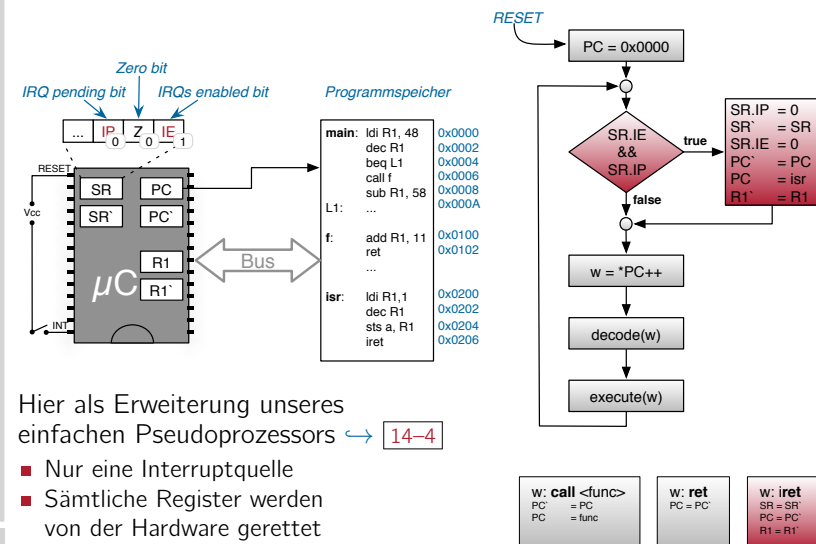 RESET
PC = 0x0000
Zero bit
IRQ pending bit
IRQs enabled bit
Programmspeicher
... IP Z IE
0 0 1
RESET
Vcc
INT
SR PC
SR` PC`
R1
R1`
µC
Bus
main: ldi R1, 48 0x0000
dec R1 0x0002
beq L1 0x0004
call f 0x0006
sub R1, 58 0x0008
L1: ... 0x000A
f: add R1, 11 0x0100
ret 0x0102
...
isr: ldi R1,1 0x0200
dec R1 0x0202
sts a, R1 0x0204
iret 0x0206
SR.IE
&&
SR.IP
true
false
SR.IP = 0
SR` = SR
SR.IE = 0
PC` = PC
PC = isr
R1` = R1
w = *PC++
decode(w)
execute(w)
Hier als Erweiterung unseres
einfachen Pseudoprozessors ↪ 14–4
■ Nur eine Interruptquelle
■ Sämtliche Register werden
von der Hardware gerettet
w: call <func>
PC` = PC
PC = func
w: ret
PC = PC`
w: iret
SR = SR`
PC = PC`
R1 = R1`